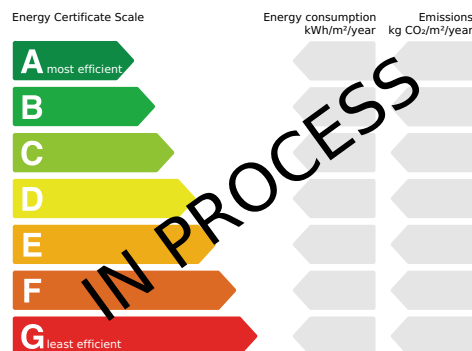 Energy Certificate Scale
Energy consumption
kWh/m²/year
Emissions
kg CO₂/m²/year
A most efficient
B
C
D
E
F
G least efficient
IN PROCESS